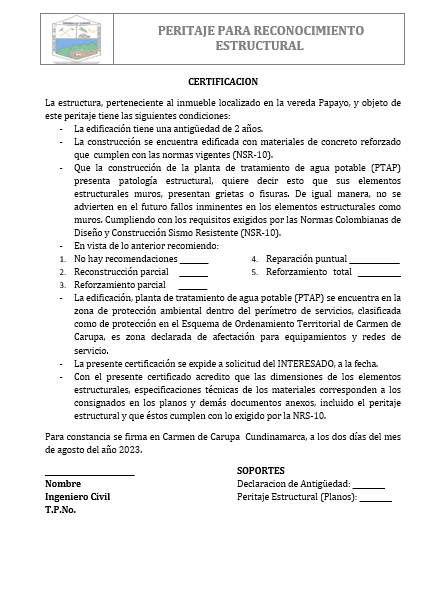 PERITAJE PARA RECONOCIMIENTO
ESTRUCTURAL
CERTIFICACION
La estructura, perteneciente al inmueble localizado en la vereda Papayo, y objeto de
este peritaje tiene las siguientes condiciones:
- La edificación tiene una antigüedad de 2 años.
- La construcción se encuentra edificada con materiales de concreto reforzado
que cumplen con las normas vigentes (NSR-10).
- Que la construcción de la planta de tratamiento de agua potable (PTAP)
presenta patología estructural, quiere decir esto que sus elementos
estructurales muros, presentan grietas o fisuras. De igual manera, no se
advierten en el futuro fallos inminentes en los elementos estructurales como
muros. Cumpliendo con los requisitos exigidos por las Normas Colombianas de
Diseño y Construcción Sismo Resistente (NSR-10).
- En vista de lo anterior recomiendo:
1. No hay recomendaciones ______ 4. Reparación puntual ___________
2. Reconstrucción parcial ______ 5. Reforzamiento total _________
3. Reforzamiento parcial ______
- La edificación, planta de tratamiento de agua potable (PTAP) se encuentra en la
zona de protección ambiental dentro del perímetro de servicios, clasificada
como de protección en el Esquema de Ordenamiento Territorial de Carmen de
Carupa, es zona declarada de afectación para equipamientos y redes de
servicio.
- La presente certificación se expide a solicitud del INTERESADO, a la fecha.
- Con el presente certificado acredito que las dimensiones de los elementos
estructurales, especificaciones técnicas de los materiales corresponden a los
consignados en los planos y demás documentos anexos, incluido el peritaje
estructural y que éstos cumplen con lo exigido por la NRS-10.
Para constancia se firma en Carmen de Carupa Cundinamarca, a los dos días del mes
de agosto del año 2023.
___________________ SOPORTES
Nombre Declaracion de Antigüedad: _______
Ingeniero Civil Peritaje Estructural (Planos): _______
T.P.No.